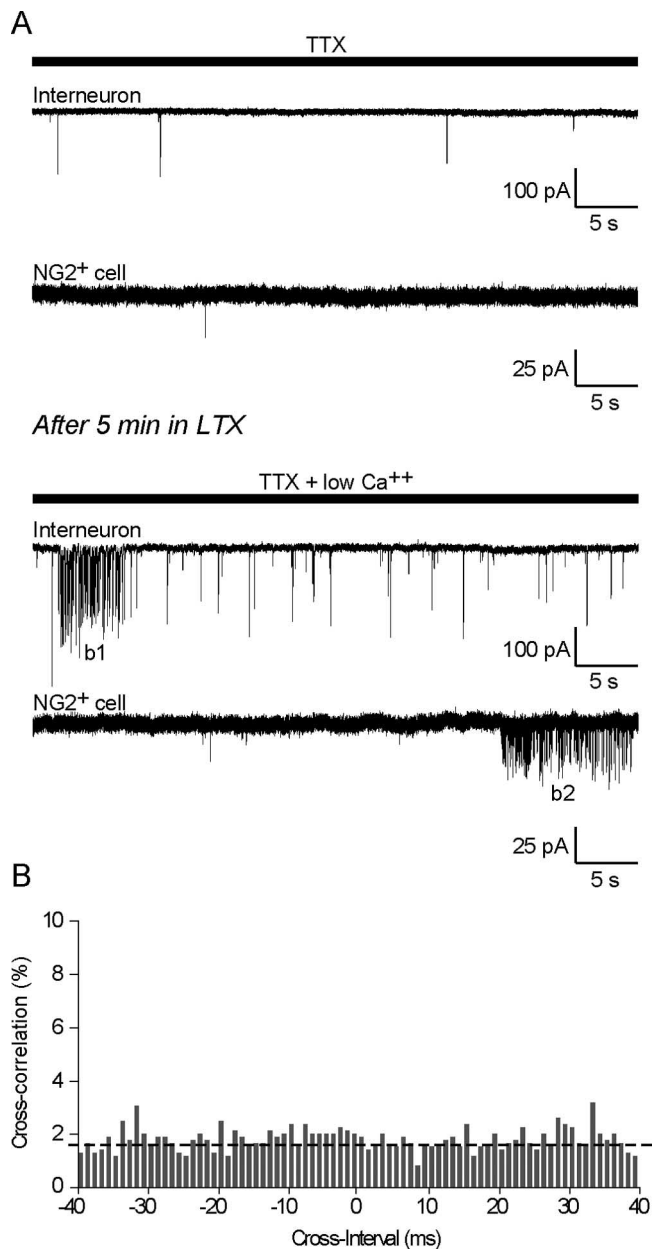 A
TTX
Interneuron
100 pA
5 s
NG2⁺ cell
25 pA
5 s
After 5 min in LTX
TTX + low Ca⁺⁺
Interneuron
b1
100 pA
5 s
NG2⁺ cell
b2
25 pA
5 s
B
Cross-correlation (%)
10
8
6
4
2
0
-40 -30 -20 -10 0 10 20 30 40
Cross-Interval (ms)